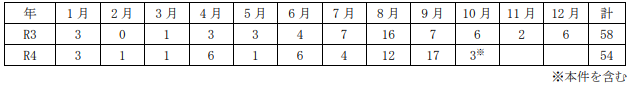 年 1月 2月 3月 4月 5月 6月 7月 8月 9月 10月 11月 12月 計
R3 3 0 1 3 3 4 7 16 7 6 2 6 58
R4 3 1 1 6 1 6 4 12 17 3※ 54
※本件を含む